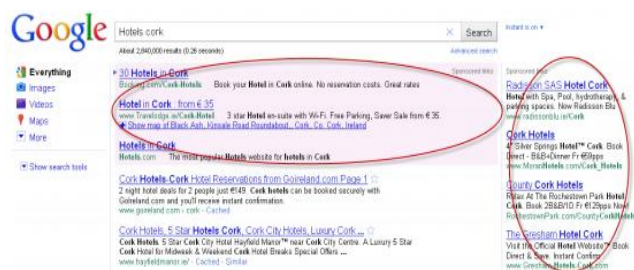 Google
Hotels cork
Search
Instant is on ▼
About 2,840,000 results (0.26 seconds)
Advanced search
Everything
Images
Videos
Maps
More
Show search tools
30 Hotels in Cork
Sponsored links
Booking.com/Cork-Hotels Book your Hotel in Cork online. No reservation costs. Great rates
Hotel in Cork : from € 35
www.Travelodge.ie/Cork-Hotel 3 star Hotel en-suite with Wi-Fi. Free Parking, Saver Sale from € 35.
Show map of Black Ash, Kinsale Road Roundabout, Cork, Co. Cork, Ireland
Hotels in Cork
Hotels.com The most popular Hotels website for hotels in Cork
Cork Hotels-Cork Hotel Reservations from Goireland.com Page 1
2 night hotel deals for 2 people just €149. Cork hotels can be booked securely with
Goireland.com and you'll receive instant confirmation.
www.goireland.com › cork - Cached
Cork Hotels, 5 Star Hotels Cork, Cork City Hotels, Luxury Cork ...
Cork Hotels. 5 Star Cork City Hotel Hayfield Manor™ near Cork City Centre. A Luxury 5 Star
Cork Hotel for Midweek & Weekend Cork Hotel Breaks Special Offers ...
www.hayfieldmanor.ie/ - Cached - Similar
Sponsored links
Radisson SAS Hotel Cork
Hotel with Spa, Pool, hydrotherapy, &
parking spaces. Now Radisson Blu
www.radissonblu.ie/Cork
Cork Hotels
4* Silver Springs Hotel™ Cork. Book
Direct - B&B+Dinner Fr €59pps
www.MoranHotels.com/Cork_Hotels
County Cork Hotels
Relax At The Rochestown Park Hotel
Cork. Book 2B&B/1D Fr €129pps Now!
RochestownPark.com/CountyCorkHotels
The Gresham Hotel Cork
Visit the Official Hotel Website™ Book
Direct & Save. Instant Confirm
www.Gresham-Hotels-Cork.com